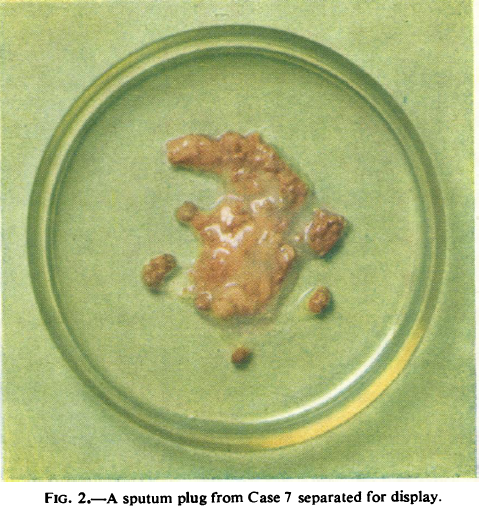 FIG. 2.—A sputum plug from Case 7 separated for display.